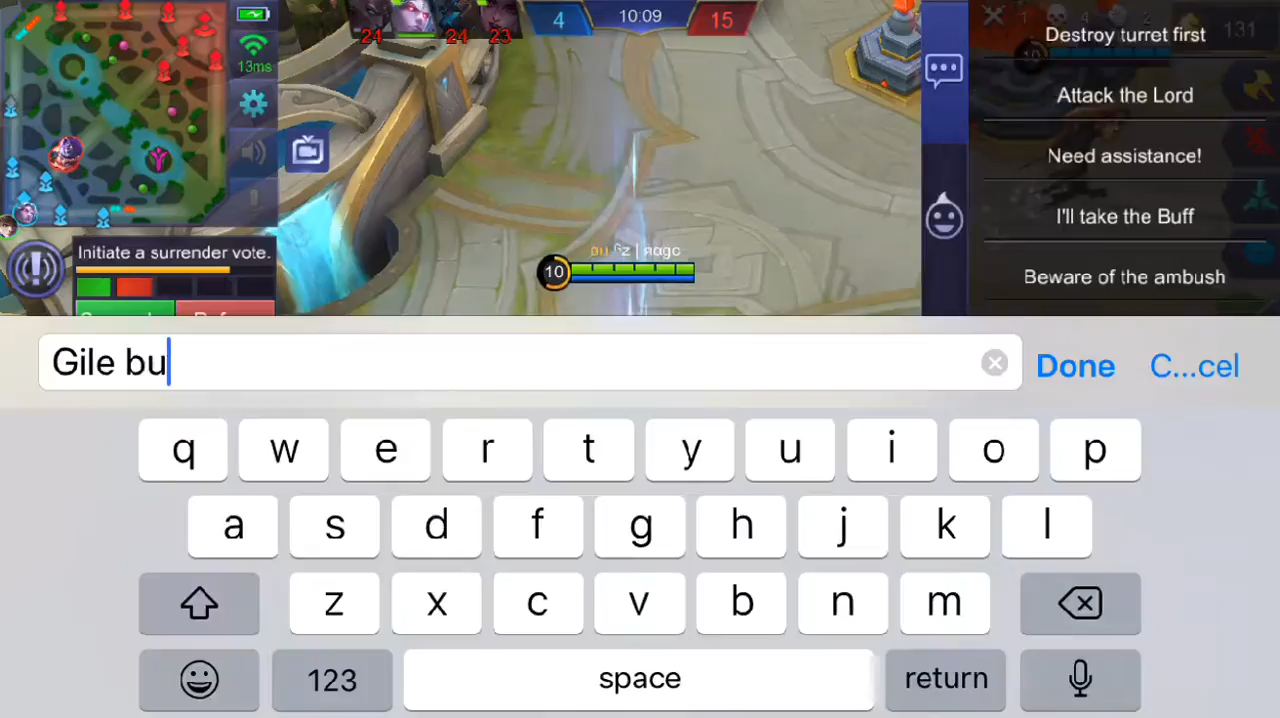 4 10:09 15
24 24 23
13ms
131
Destroy turret first
Attack the Lord
Need assistance!
I'll take the Buff
Beware of the ambush
Initiate a surrender vote.
10
Gile bu
Done C...cel
q w e r t y u i o p
a s d f g h j k l
z x c v b n m
123 space return